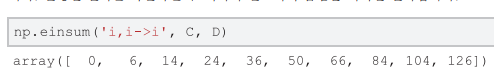 np.einsum('i,i->i', C, D)
array([  0,   6,  14,  24,  36,  50,  66,  84, 104, 126])